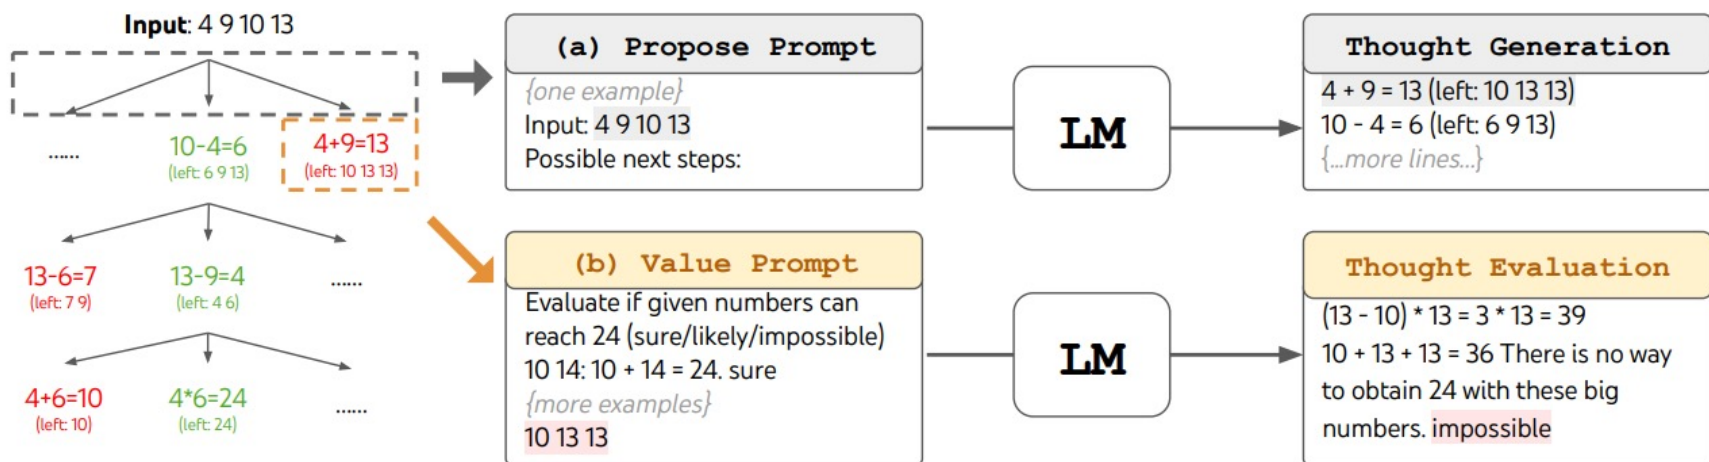 Input: 4 9 10 13
......
10-4=6
(left: 6 9 13)
4+9=13
(left: 10 13 13)
13-6=7
(left: 7 9)
13-9=4
(left: 4 6)
......
4+6=10
(left: 10)
4*6=24
(left: 24)
......
(a) Propose Prompt
{one example}
Input: 4 9 10 13
Possible next steps:
LM
Thought Generation
4 + 9 = 13 (left: 10 13 13)
10 - 4 = 6 (left: 6 9 13)
{...more lines...}
(b) Value Prompt
Evaluate if given numbers can
reach 24 (sure/likely/impossible)
10 14: 10 + 14 = 24. sure
{more examples}
10 13 13
LM
Thought Evaluation
(13 - 10) * 13 = 3 * 13 = 39
10 + 13 + 13 = 36 There is no way
to obtain 24 with these big
numbers. impossible